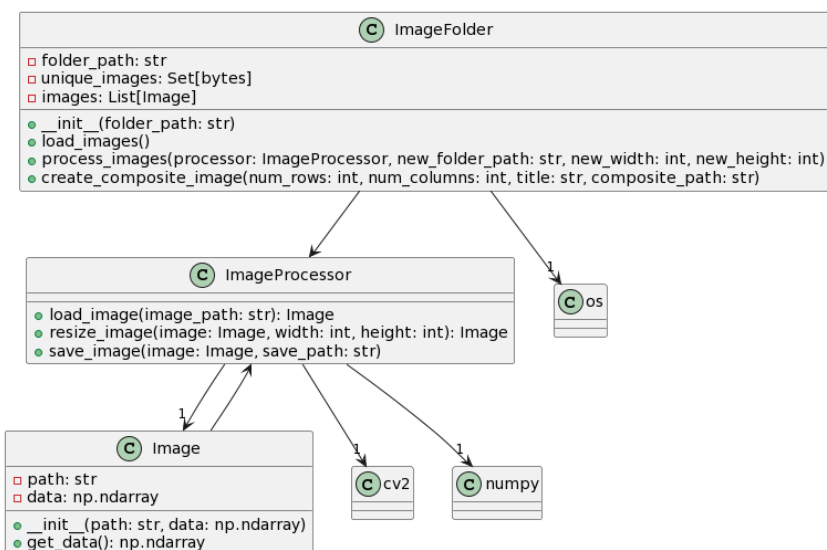 C ImageFolder
folder_path: str
unique_images: Set[bytes]
images: List[Image]
__init__(folder_path: str)
load_images()
process_images(processor: ImageProcessor, new_folder_path: str, new_width: int, new_height: int)
create_composite_image(num_rows: int, num_columns: int, title: str, composite_path: str)
1
C ImageProcessor
load_image(image_path: str): Image
resize_image(image: Image, width: int, height: int): Image
save_image(image: Image, save_path: str)
C os
1
1
1
C Image
path: str
data: np.ndarray
__init__(path: str, data: np.ndarray)
get_data(): np.ndarray
C cv2
C numpy